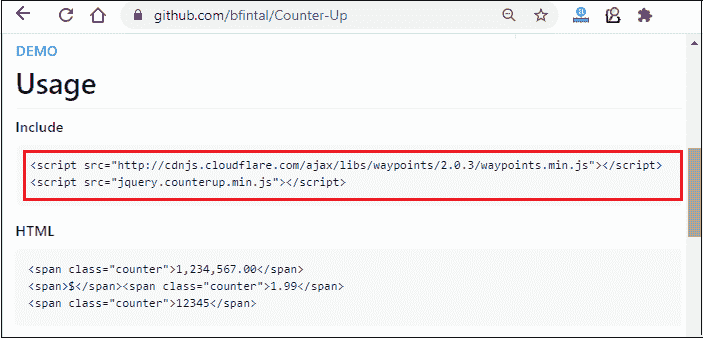 github.com/bfintal/Counter-Up
DEMO
Usage
Include
<script src="http://cdnjs.cloudflare.com/ajax/libs/waypoints/2.0.3/waypoints.min.js"></script>
<script src="jquery.counterup.min.js"></script>
HTML
<span class="counter">1,234,567.00</span>
<span>$</span><span class="counter">1.99</span>
<span class="counter">12345</span>